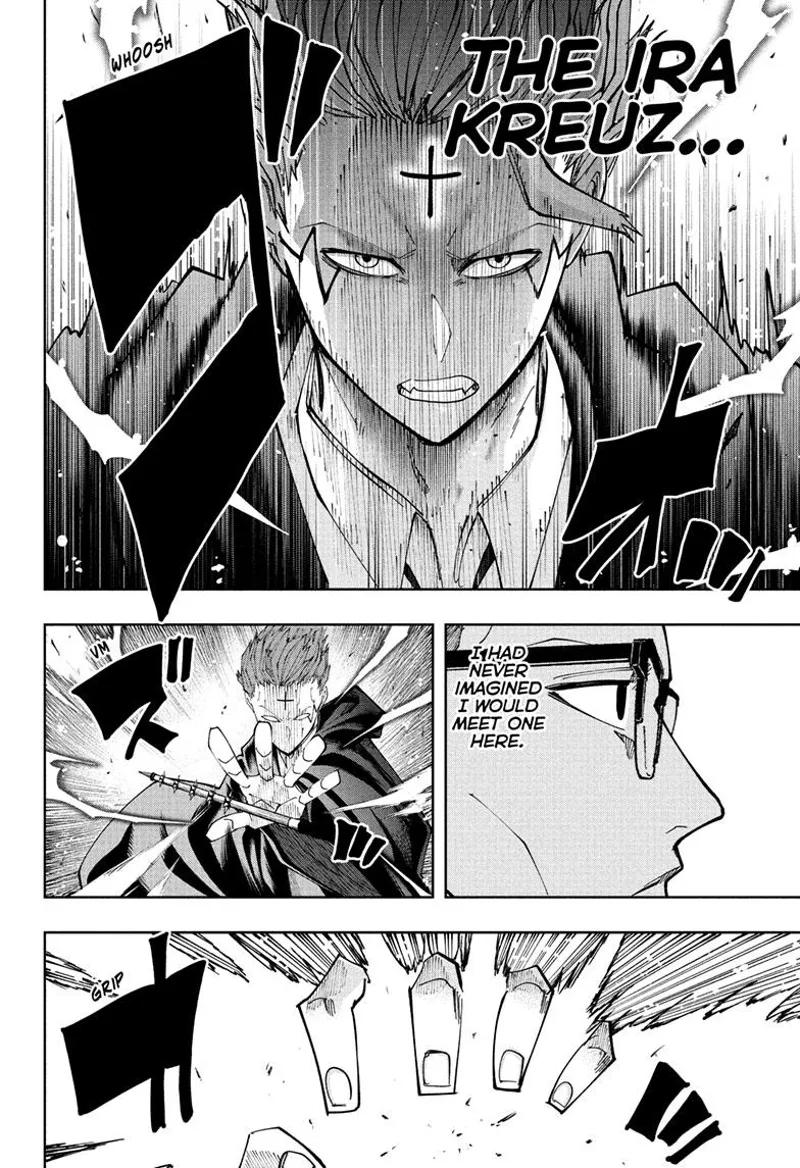 THE IRA
KREUZ...
WHOOSH
I HAD
NEVER
IMAGINED
I WOULD
MEET ONE
HERE.
VM
GRIP